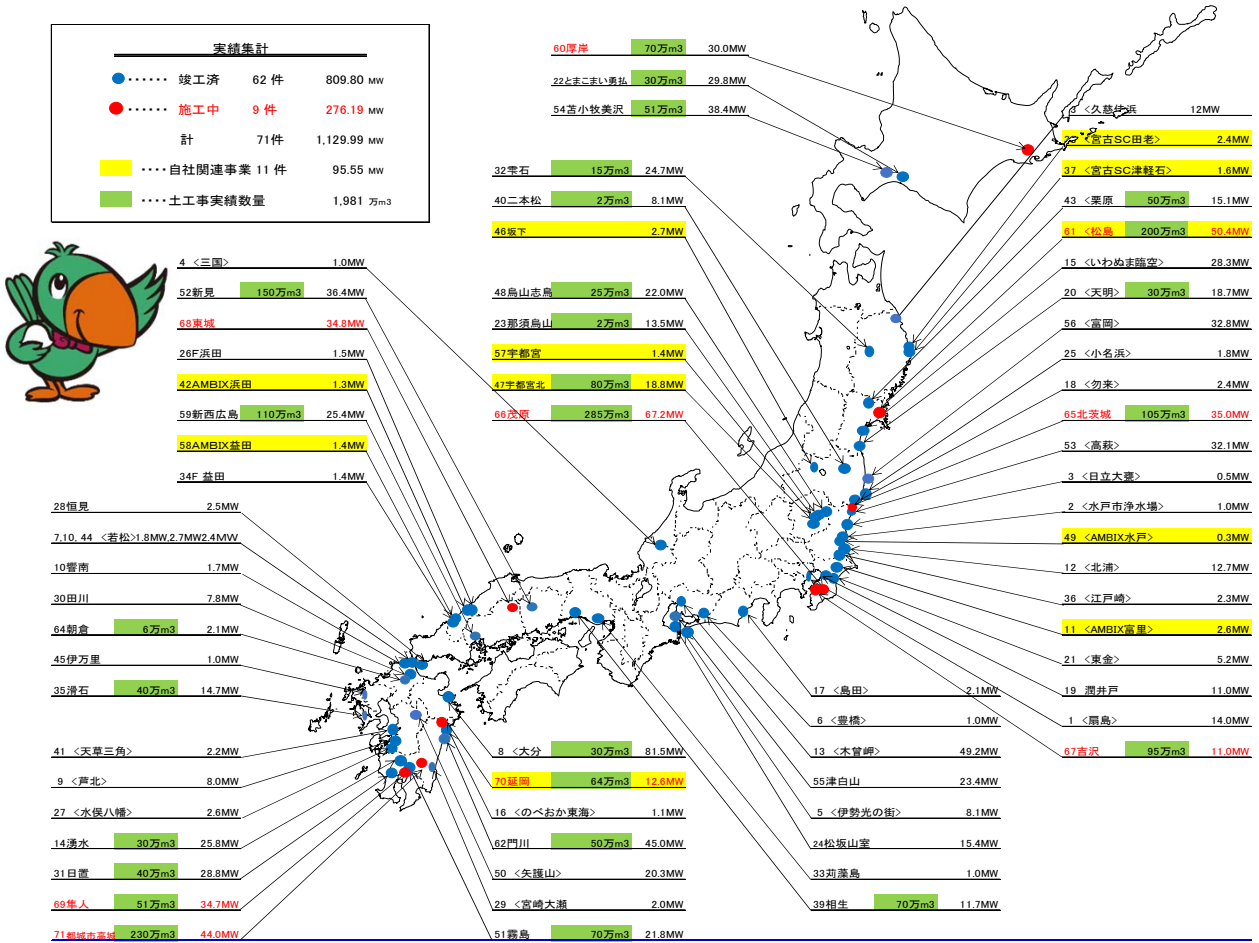 実績集計
●‥‥‥ 竣工済 62 件 809.80 MW
●‥‥‥ 施工中 9 件 276.19 MW
計 71件 1,129.99 MW
‥‥自社関連事業 11 件 95.55 MW
‥‥土工事実績数量 1,981 万m3
60厚岸 70万m3 30.0MW
22とまこまい勇払 30万m3 29.8MW
54苫小牧美沢 51万m3 38.4MW
32雫石 15万m3 24.7MW
40二本松 2万m3 8.1MW
46坂下 2.7MW
48烏山志鳥 25万m3 22.0MW
23那須烏山 2万m3 13.5MW
57宇都宮 1.4MW
47宇都宮北 80万m3 18.8MW
66茂原 285万m3 67.2MW
<久慈侍浜 12MW
<宮古SC田老> 2.4MW
37 <宮古SC津軽石> 1.6MW
43 <栗原 50万m3 15.1MW
61 <松島 200万m3 50.4MW
15 <いわぬま臨空> 28.3MW
20 <天明> 30万m3 18.7MW
56 <富岡> 32.8MW
25 <小名浜> 1.8MW
18 <勿来> 2.4MW
65北茨城 105万m3 35.0MW
53 <高萩> 32.1MW
3 <日立大甕> 0.5MW
2 <水戸市浄水場> 1.0MW
49 <AMBIX水戸> 0.3MW
12 <北浦> 12.7MW
36 <江戸崎> 2.3MW
11 <AMBIX富里> 2.6MW
21 <東金> 5.2MW
19 潤井戸 11.0MW
1 <扇島> 14.0MW
67吉沢 95万m3 11.0MW
4 <三国> 1.0MW
52新見 150万m3 36.4MW
68東城 34.8MW
26F浜田 1.5MW
42AMBIX浜田 1.3MW
59新西広島 110万m3 25.4MW
58AMBIX益田 1.4MW
34F 益田 1.4MW
28恒見 2.5MW
7,10, 44 <若松>1.8MW,2.7MW2.4MW
10響南 1.7MW
30田川 7.8MW
64朝倉 6万m3 2.1MW
45伊万里 1.0MW
35滑石 40万m3 14.7MW
41 <天草三角> 2.2MW
9 <芦北> 8.0MW
27 <水俣八幡> 2.6MW
14湧水 30万m3 25.8MW
31日置 40万m3 28.8MW
69隼人 51万m3 34.7MW
71都城市高城 230万m3 44.0MW
8 <大分> 30万m3 81.5MW
70延岡 64万m3 12.6MW
16 <のべおか東海> 1.1MW
62門川 50万m3 45.0MW
50 <矢護山> 20.3MW
29 <宮崎大瀬 2.0MW
51霧島 70万m3 21.8MW
17 <島田> 2.1MW
6 <豊橋> 1.0MW
13 <木曽岬> 49.2MW
55津白山 23.4MW
5 <伊勢光の街> 8.1MW
24松坂山室 15.4MW
33苅藻島 1.0MW
39相生 70万m3 11.7MW